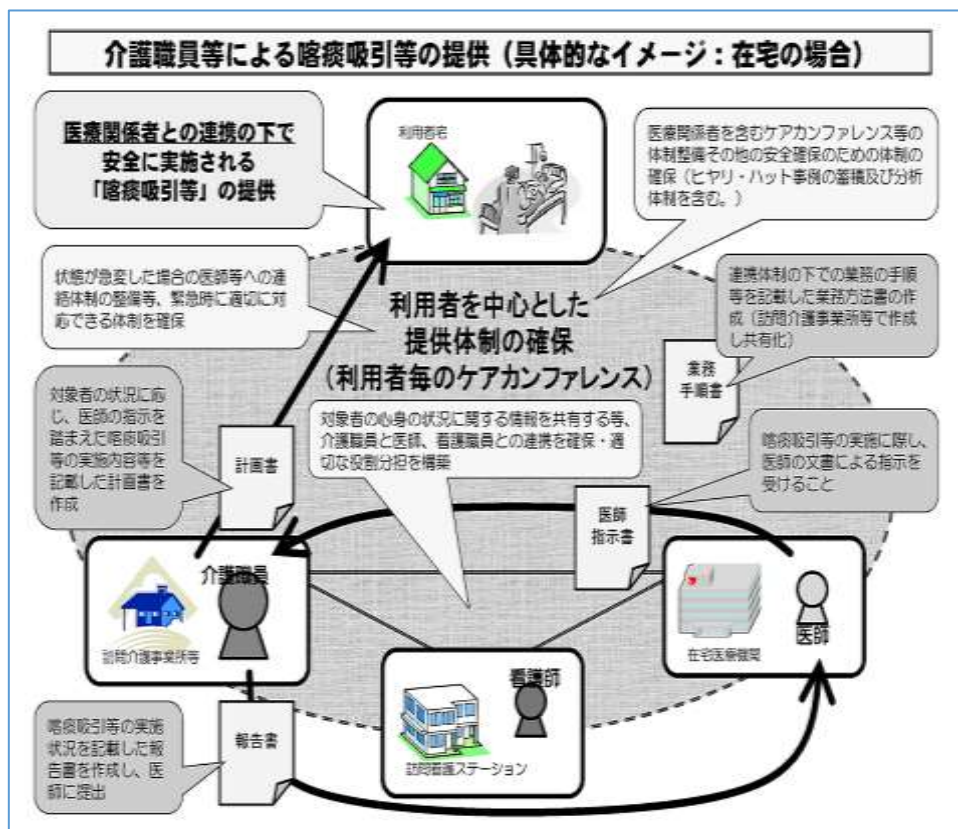 介護職員等による喀痰吸引等の提供（具体的なイメージ：在宅の場合）
医療関係者との連携の下で
安全に実施される
「喀痰吸引等」の提供
利用者宅
医療関係者を含むケアカンファレンス等の
体制整備その他の安全確保のための体制の
確保（ヒヤリ・ハット事例の蓄積及び分析
体制を含む。）
状態が急変した場合の医師等への連
絡体制の整備等、緊急時に適切に対
応できる体制を確保
利用者を中心とした
提供体制の確保
（利用者毎のケアカンファレンス）
連携体制の下での業務の手順
等を記載した業務方法書の作
成（訪問介護事業所等で作成
し共有化）
業務
手順書
対象者の状況に応
じ、医師の指示を
踏まえた喀痰吸引
等の実施内容等を
記載した計画書を
作成
計画書
対象者の心身の状況に関する情報を共有する等、
介護職員と医師、看護職員との連携を確保・適
切な役割分担を構築
喀痰吸引等の実施に際し、
医師の文書による指示を
受けること
医師
指示書
介護職員
訪問介護事業所等
在宅医療機関
医師
看護師
訪問看護ステーション
喀痰吸引等の実施
状況を記載した報
告書を作成し、医
師に提出
報告書